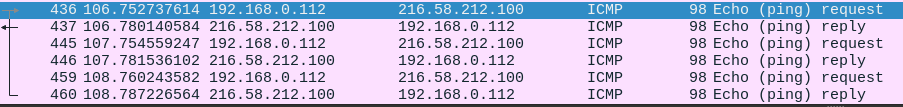 436 106.752737614 192.168.0.112 216.58.212.100 ICMP 98 Echo (ping) request
437 106.780140584 216.58.212.100 192.168.0.112 ICMP 98 Echo (ping) reply
445 107.754559247 192.168.0.112 216.58.212.100 ICMP 98 Echo (ping) request
446 107.781536102 216.58.212.100 192.168.0.112 ICMP 98 Echo (ping) reply
459 108.760243582 192.168.0.112 216.58.212.100 ICMP 98 Echo (ping) request
460 108.787226564 216.58.212.100 192.168.0.112 ICMP 98 Echo (ping) reply